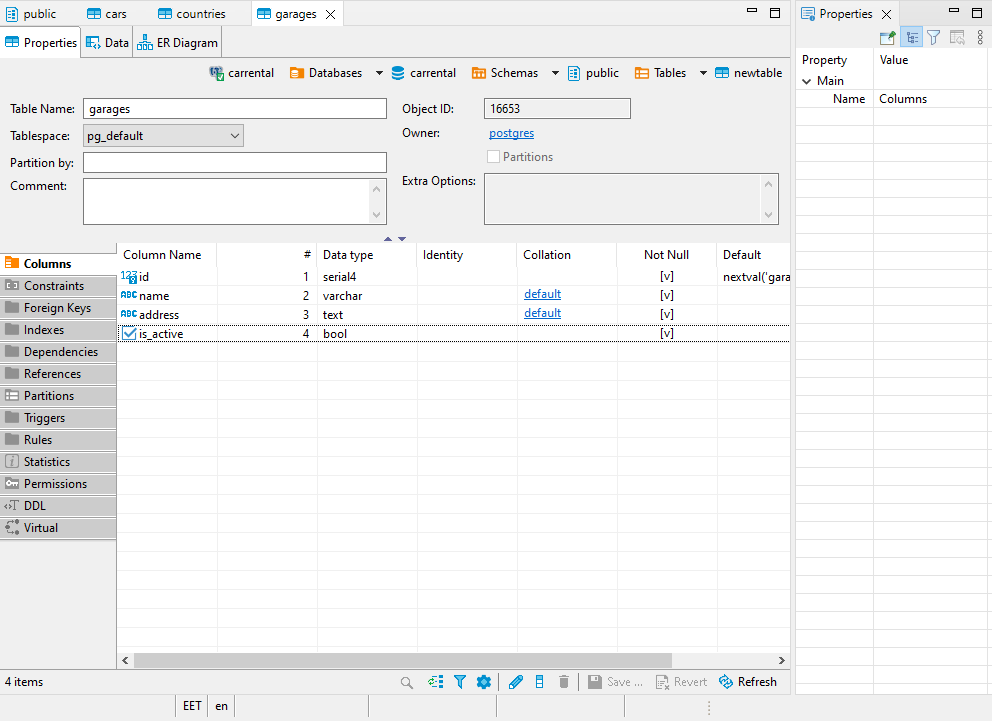 public cars countries garages Properties
Properties Data ER Diagram
carrental Databases carrental Schemas public Tables newtable
Table Name: garages Object ID: 16653
Tablespace: pg_default Owner: postgres
Partition by: Partitions
Comment: Extra Options:
Property Value
Main
Name Columns
Columns
Constraints
Foreign Keys
Indexes
Dependencies
References
Partitions
Triggers
Rules
Statistics
Permissions
DDL
Virtual
Column Name # Data type Identity Collation Not Null Default
123 id 1 serial4 [v] nextval('gara
ABC name 2 varchar default [v]
ABC address 3 text default [v]
is_active 4 bool [v]
4 items Save ... Revert Refresh
EET en